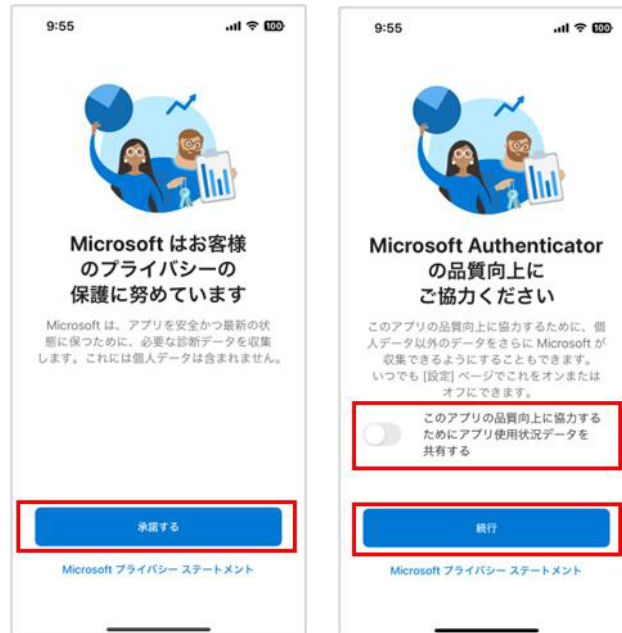 9:55
100
Microsoft はお客様
のプライバシーの
保護に努めています
Microsoft は、アプリを安全かつ最新の状
態に保つために、必要な診断データを収集
します。これには個人データは含まれません。
承諾する
Microsoft プライバシー ステートメント
9:55
100
Microsoft Authenticator
の品質向上に
ご協力ください
このアプリの品質向上に協力するために、個
人データ以外のデータをさらに Microsoft が
収集できるようにすることもできます。
いつでも [設定] ページでこれをオンまたは
オフにできます。
このアプリの品質向上に協力する
ためにアプリ使用状況データを
共有する
続行
Microsoft プライバシー ステートメント